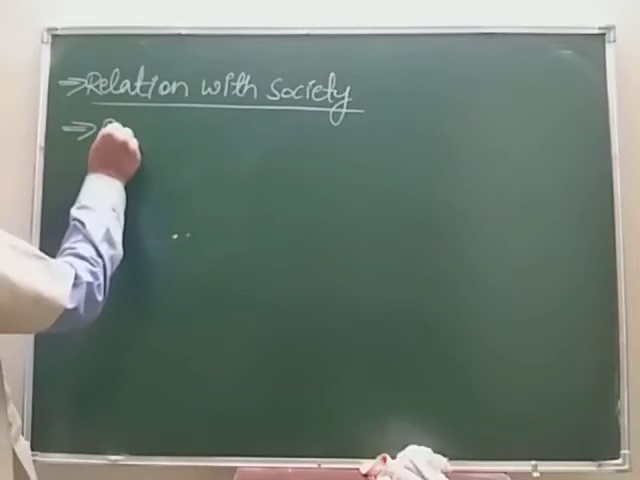 ⇒ Relation with society
⇒